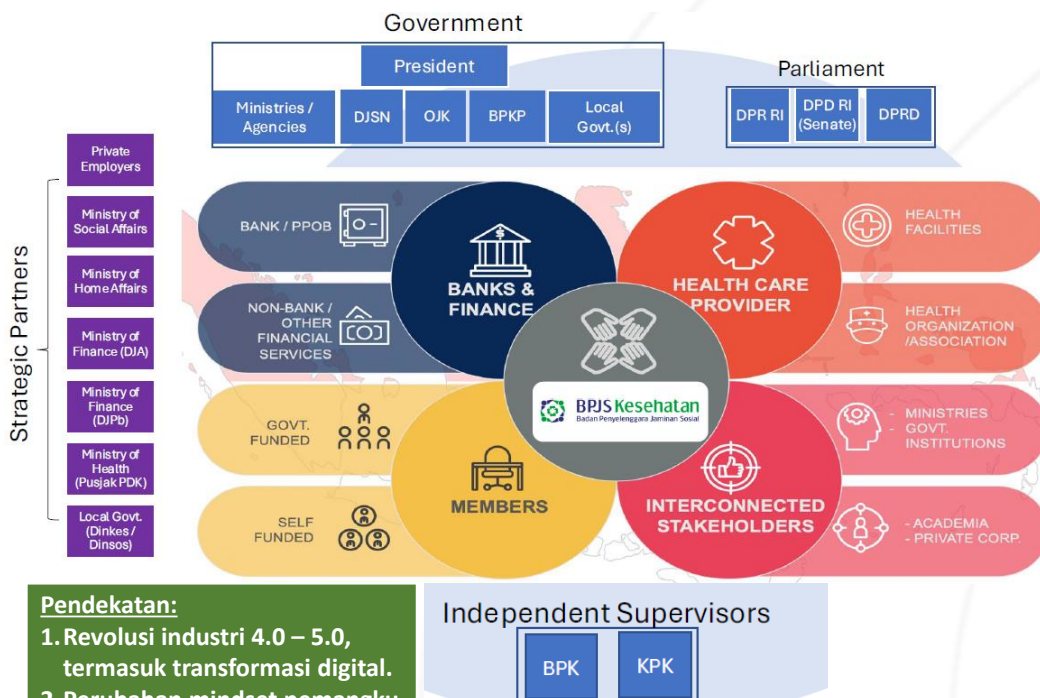 Government
President
Ministries /
Agencies
DJSN
OJK
BPKP
Local
Govt.(s)
Parliament
DPR RI
DPD RI
(Senate)
DPRD
Strategic Partners
Private
Employers
Ministry of
Social Affairs
Ministry of
Home Affairs
Ministry of
Finance (DJA)
Ministry of
Finance
(DJPb)
Ministry of
Health
(Pusjak PDK)
Local Govt.
(Dinkes /
Dinsos)
BANK / PPOB
NON-BANK /
OTHER
FINANCIAL
SERVICES
BANKS &
FINANCE
HEALTH CARE
PROVIDER
HEALTH
FACILITIES
HEALTH
ORGANIZATION
/ASSOCIATION
BPJS Kesehatan
Badan Penyelenggara Jaminan Sosial
GOVT.
FUNDED
SELF
FUNDED
MEMBERS
INTERCONNECTED
STAKEHOLDERS
- MINISTRIES
- GOVT.
INSTITUTIONS
- ACADEMIA
- PRIVATE CORP.
Pendekatan:
1. Revolusi industri 4.0 – 5.0,
termasuk transformasi digital.
2. Perubahan mindset pemangku
Independent Supervisors
BPK
KPK